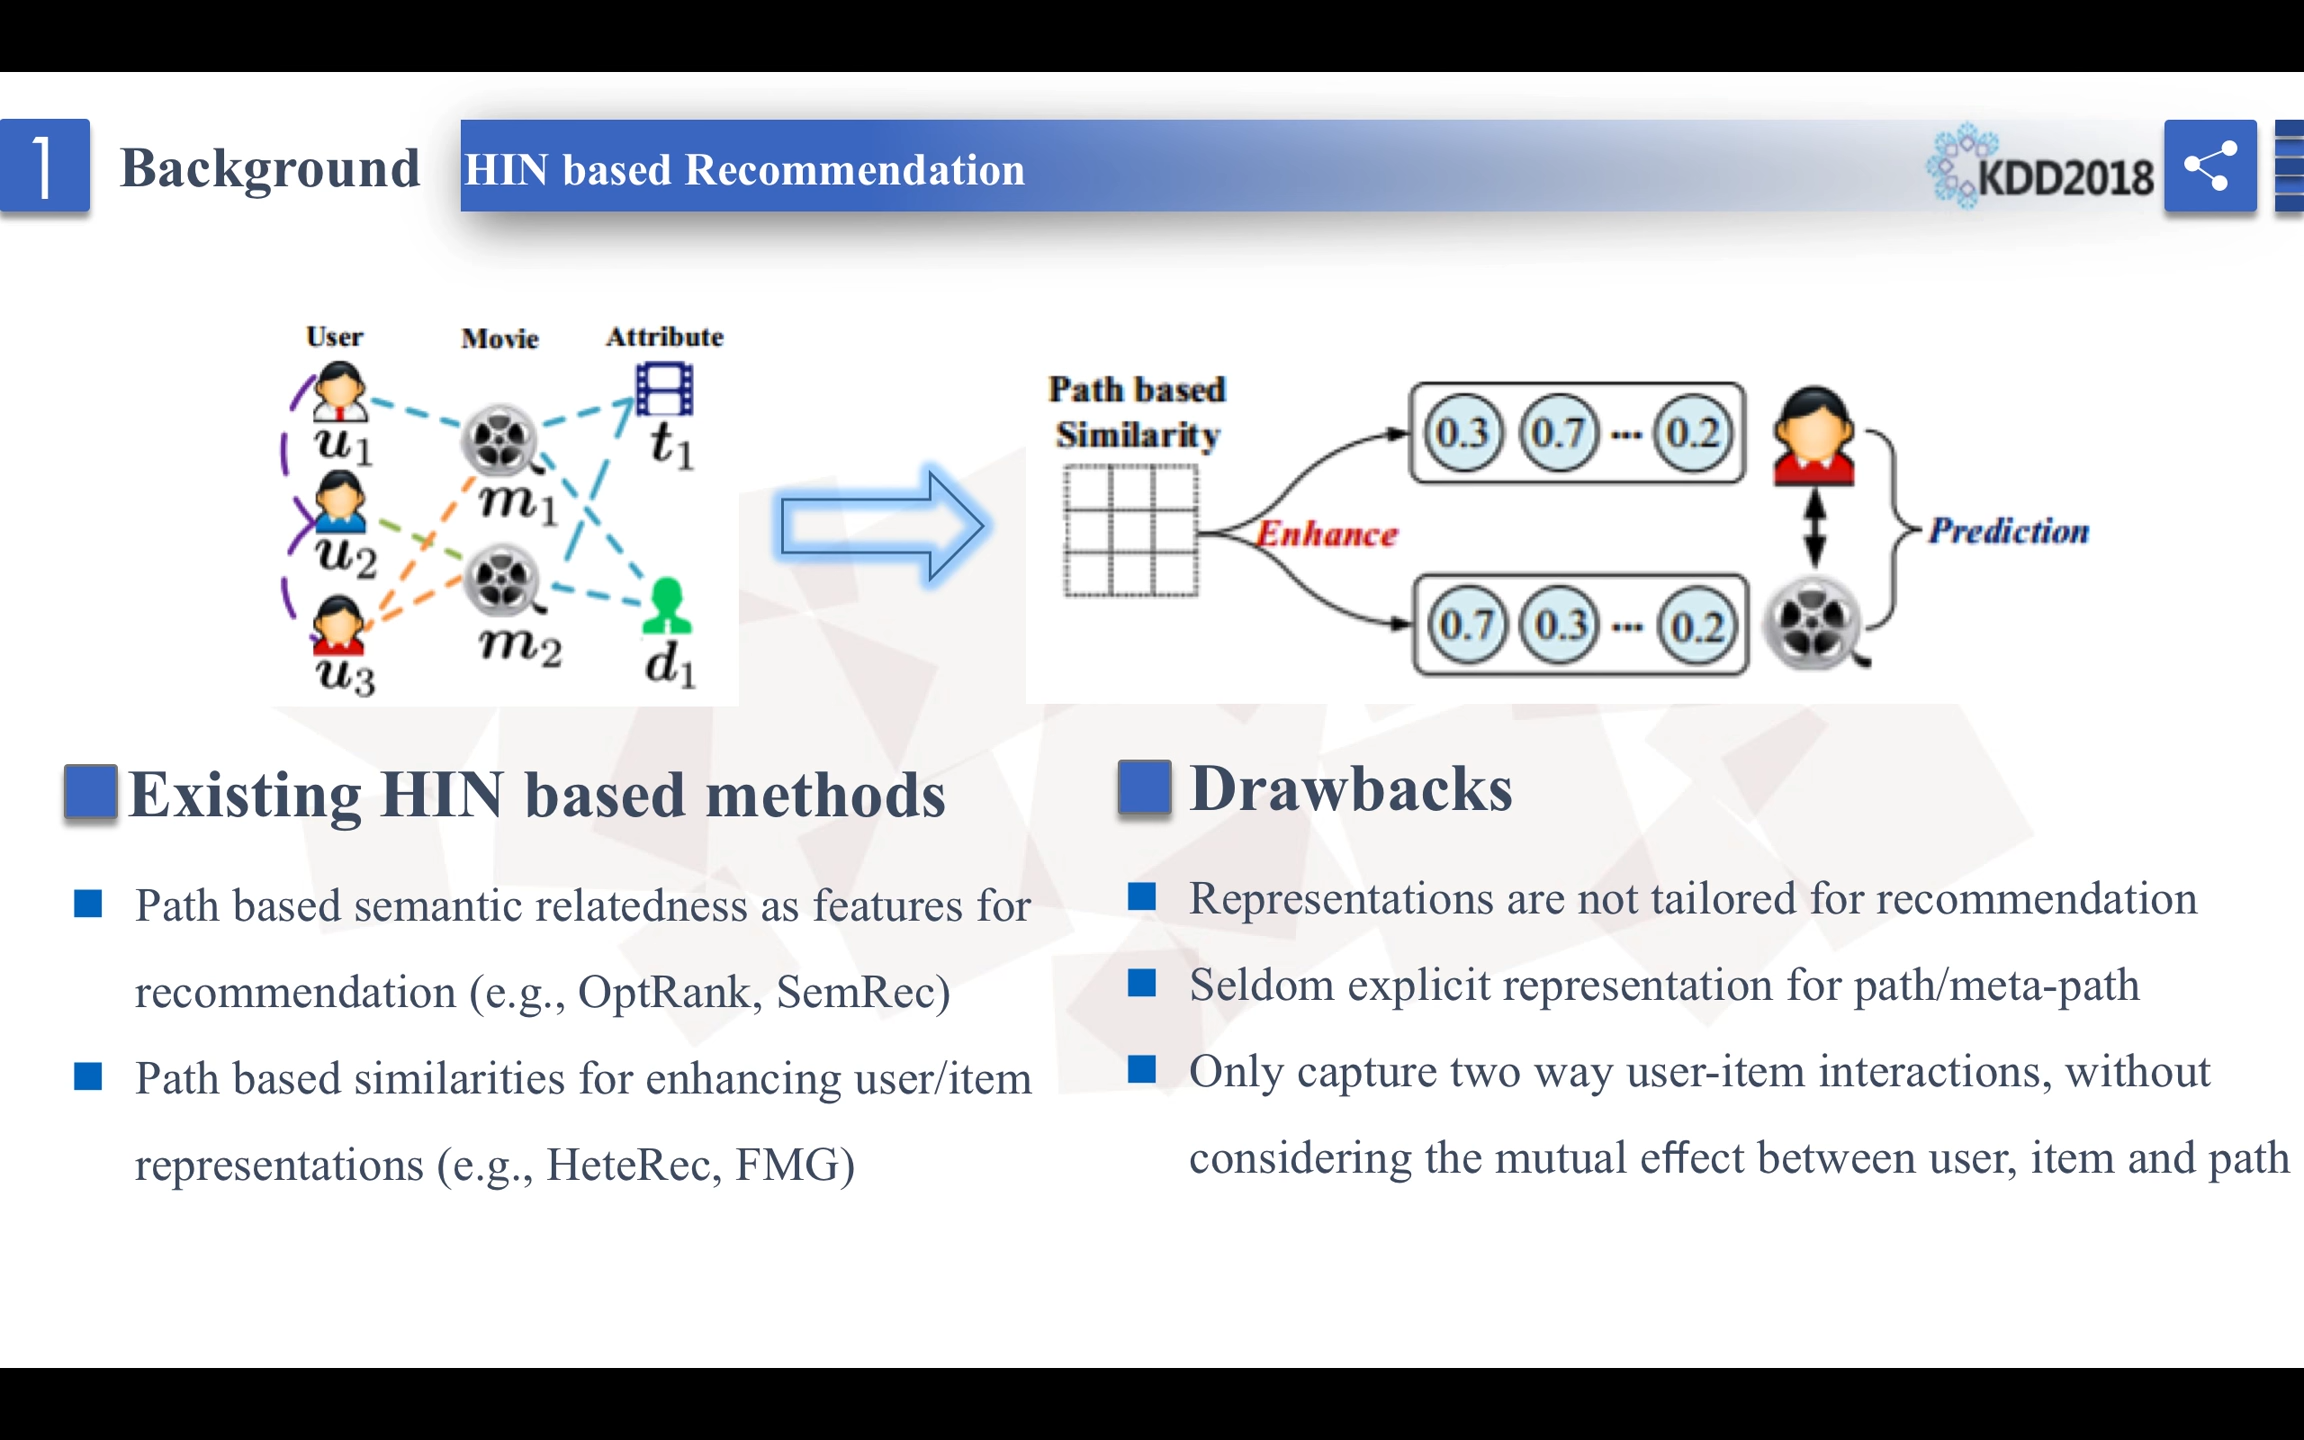 1
Background
HIN based Recommendation
KDD2018
User Movie Attribute
u1
m1
t1
u2
m2
u3
d1
Path based
Similarity
Enhance
0.3 0.7 ... 0.2
0.7 0.3 ... 0.2
Prediction
Existing HIN based methods
Path based semantic relatedness as features for
recommendation (e.g., OptRank, SemRec)
Path based similarities for enhancing user/item
representations (e.g., HeteRec, FMG)
Drawbacks
Representations are not tailored for recommendation
Seldom explicit representation for path/meta-path
Only capture two way user-item interactions, without
considering the mutual effect between user, item and path